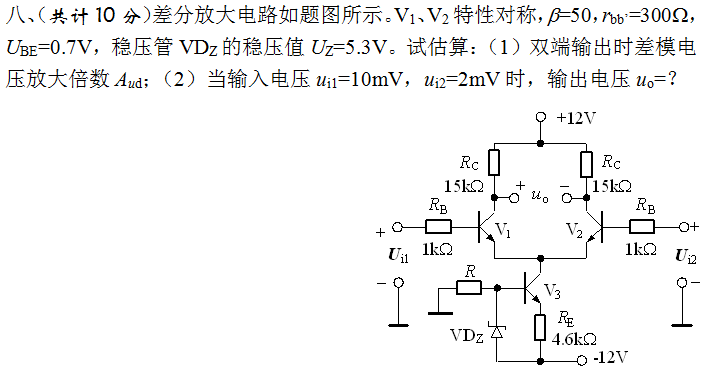 八、（共计 10 分）差分放大电路如题图所示。V₁、V₂ 特性对称，β=50，rbb’=300Ω，
UBE=0.7V，稳压管 VDZ 的稳压值 UZ=5.3V。试估算：（1）双端输出时差模电
压放大倍数 Aud；（2）当输入电压 ui1=10mV，ui2=2mV 时，输出电压 uo=？
+12V
RC RC
15kΩ + uo − 15kΩ
RB RB
+ V₁ V₂ +
Ui1 1kΩ 1kΩ Ui2
− R V₃ −
RE
VDZ 4.6kΩ
-12V